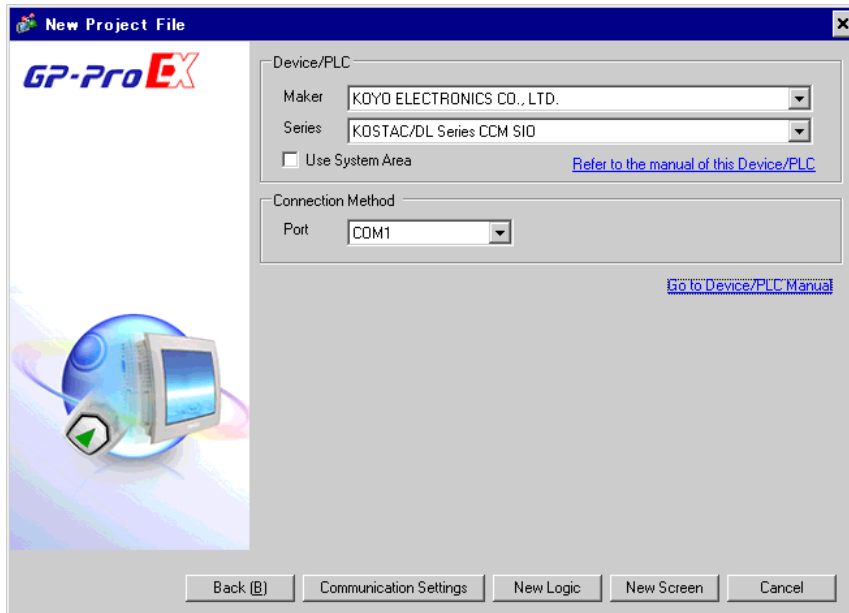 New Project File
GP-Pro EX
Device/PLC
Maker KOYO ELECTRONICS CO., LTD.
Series KOSTAC/DL Series CCM SIO
Use System Area Refer to the manual of this Device/PLC
Connection Method
Port COM1
Go to Device/PLC Manual
Back (B) Communication Settings New Logic New Screen Cancel